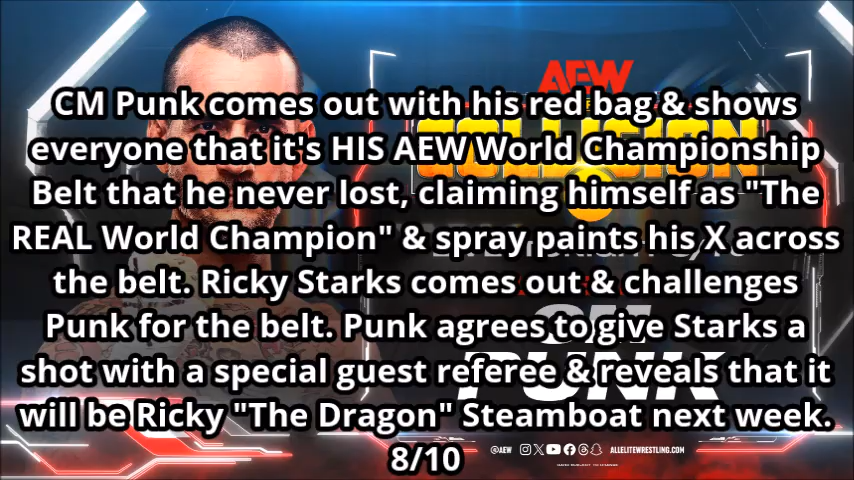 AEW
COLLISION
CM Punk comes out with his red bag & shows
everyone that it's HIS AEW World Championship
Belt that he never lost, claiming himself as "The
REAL World Champion" & spray paints his X across
the belt. Ricky Starks comes out & challenges
Punk for the belt. Punk agrees to give Starks a
shot with a special guest referee & reveals that it
will be Ricky "The Dragon" Steamboat next week.
8/10
CM
PUNK
@AEW
ALLELITEWRESTLING.COM